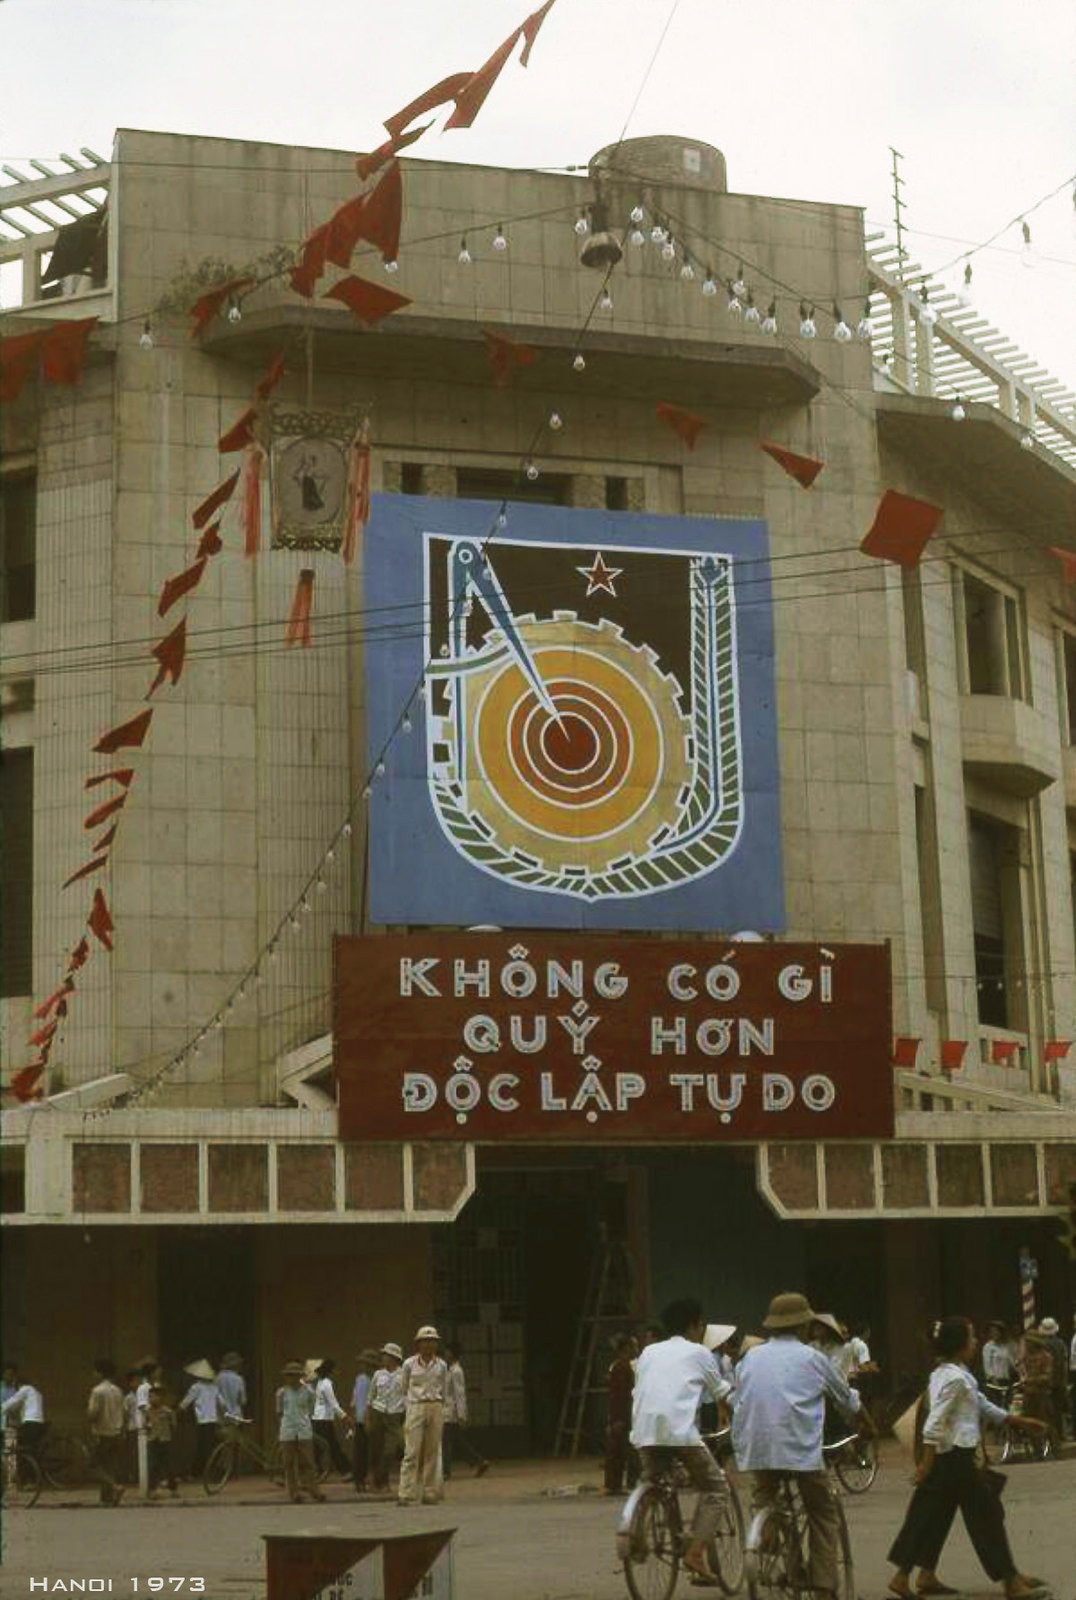 KHÔNG CÓ GÌ
QUÝ HƠN
ĐỘC LẬP TỰ DO
HANOI 1973